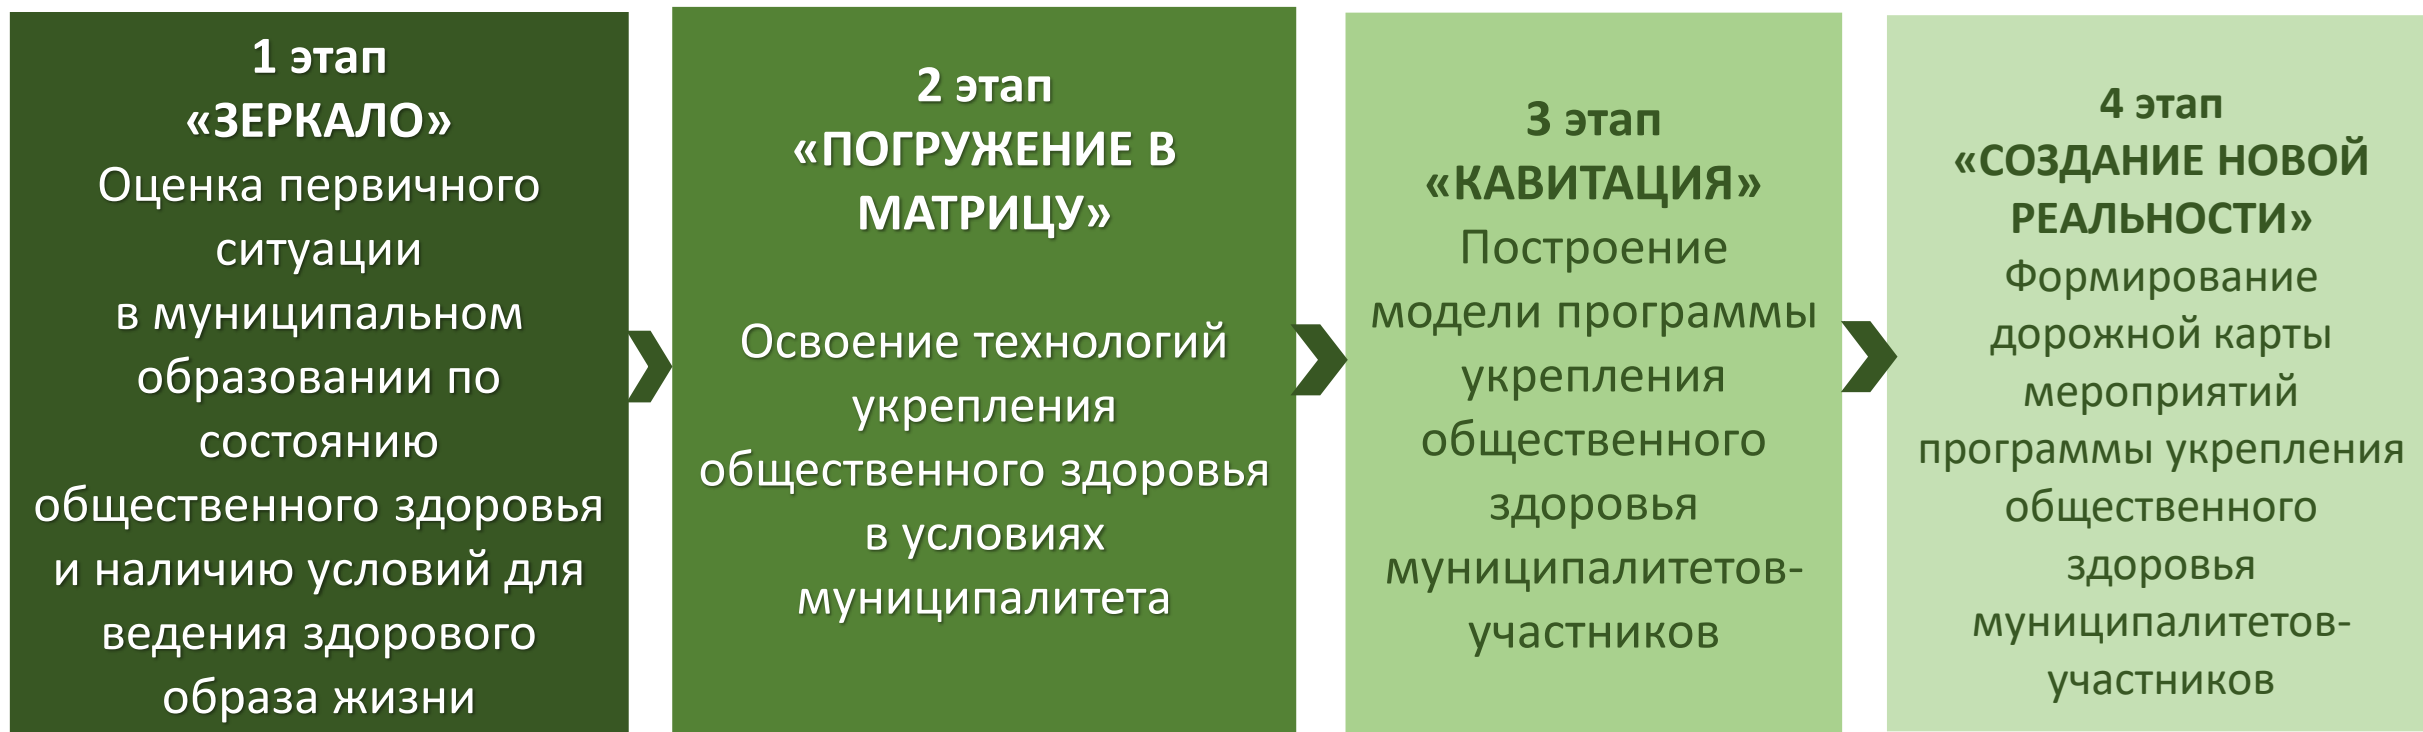 1 этап
«ЗЕРКАЛО»
Оценка первичного
ситуации
в муниципальном
образовании по
состоянию
общественного здоровья
и наличию условий для
ведения здорового
образа жизни
2 этап
«ПОГРУЖЕНИЕ В
МАТРИЦУ»
Освоение технологий
укрепления
общественного здоровья
в условиях
муниципалитета
3 этап
«КАВИТАЦИЯ»
Построение
модели программы
укрепления
общественного
здоровья
муниципалитетов-
участников
4 этап
«СОЗДАНИЕ НОВОЙ
РЕАЛЬНОСТИ»
Формирование
дорожной карты
мероприятий
программы укрепления
общественного
здоровья
муниципалитетов-
участников